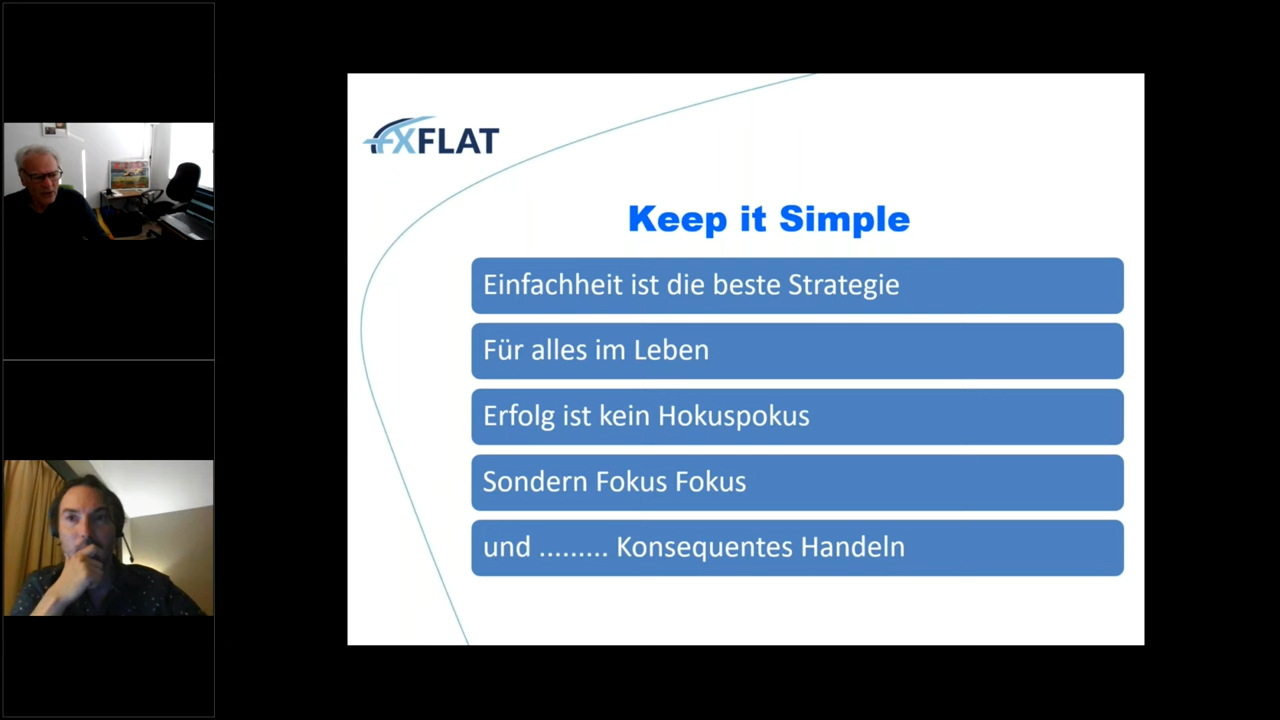 FXFLAT
Keep it Simple
Einfachheit ist die beste Strategie
Für alles im Leben
Erfolg ist kein Hokuspokus
Sondern Fokus Fokus
und ......... Konsequentes Handeln